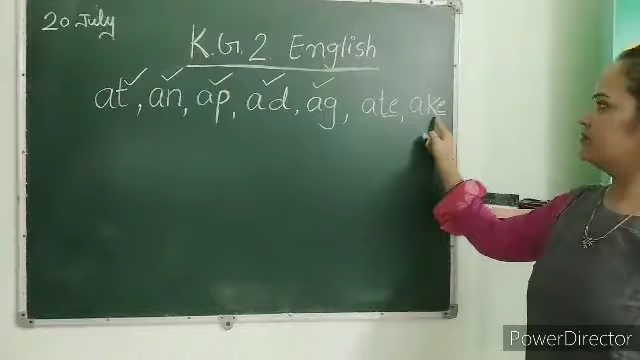 20 July
K.G. 2 English
at, an, ap, ad, ag, ate, ake
PowerDirector